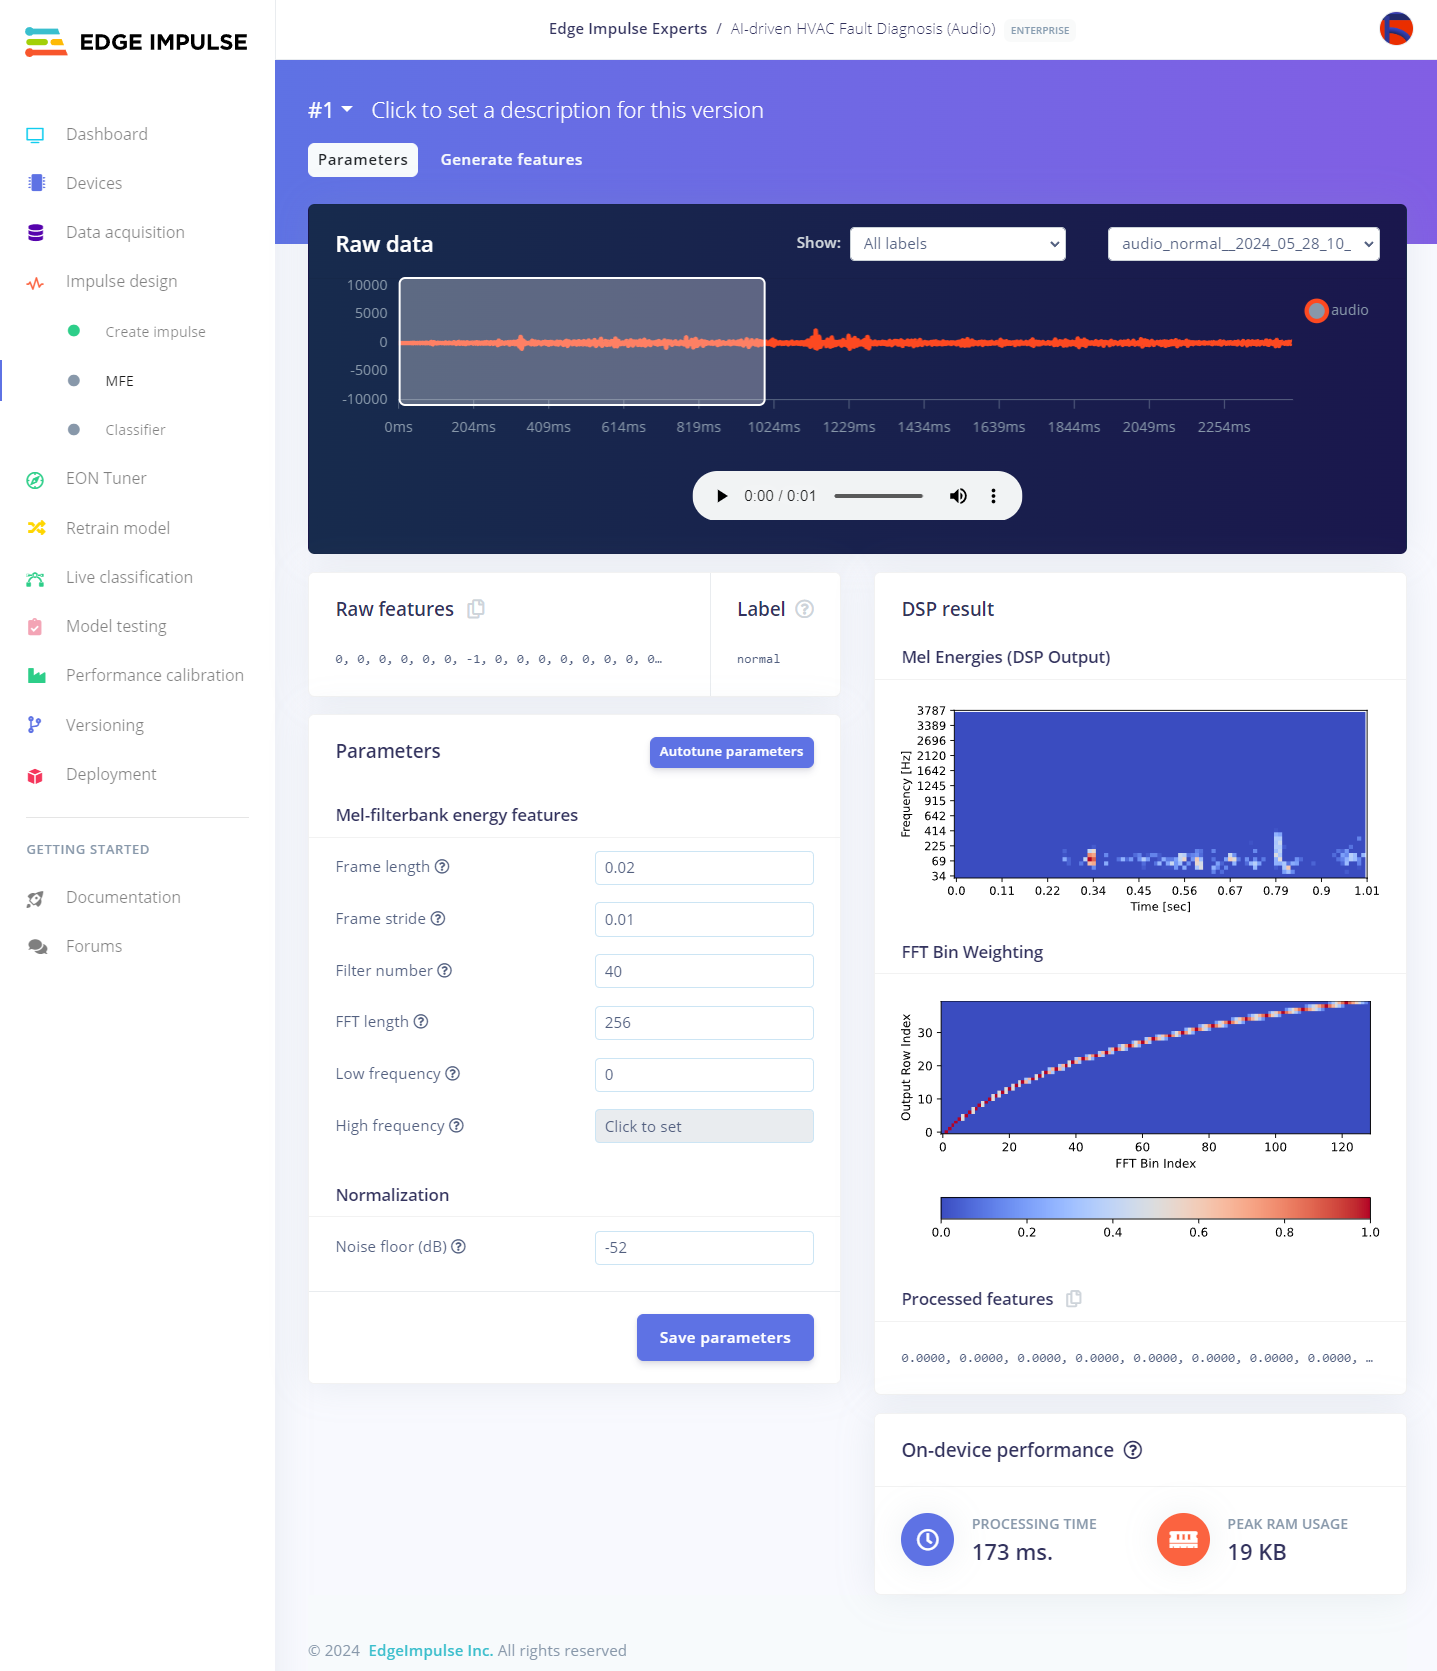 EDGE IMPULSE
Edge Impulse Experts / AI-driven HVAC Fault Diagnosis (Audio) ENTERPRISE
Dashboard
Devices
Data acquisition
Impulse design
Create impulse
MFE
Classifier
EON Tuner
Retrain model
Live classification
Model testing
Performance calibration
Versioning
Deployment
GETTING STARTED
Documentation
Forums
#1 Click to set a description for this version
Parameters Generate features
Raw data Show: All labels audio_normal__2024_05_28_10_
10000
5000
0
-5000
-10000
0ms 204ms 409ms 614ms 819ms 1024ms 1229ms 1434ms 1639ms 1844ms 2049ms 2254ms
audio
0:00 / 0:01
Raw features
0, 0, 0, 0, 0, 0, -1, 0, 0, 0, 0, 0, 0, 0, 0…
Label
normal
Parameters Autotune parameters
Mel-filterbank energy features
Frame length 0.02
Frame stride 0.01
Filter number 40
FFT length 256
Low frequency 0
High frequency Click to set
Normalization
Noise floor (dB) -52
Save parameters
DSP result
Mel Energies (DSP Output)
Frequency [Hz]
3787
3389
2696
2120
1642
1245
915
642
414
225
69
34
0.0 0.11 0.22 0.34 0.45 0.56 0.67 0.79 0.9 1.01
Time [sec]
FFT Bin Weighting
Output Row Index
30
20
10
0
0 20 40 60 80 100 120
FFT Bin Index
0.0 0.2 0.4 0.6 0.8 1.0
Processed features
0.0000, 0.0000, 0.0000, 0.0000, 0.0000, 0.0000, 0.0000, 0.0000, …
On-device performance
PROCESSING TIME
173 ms.
PEAK RAM USAGE
19 KB
© 2024 EdgeImpulse Inc. All rights reserved